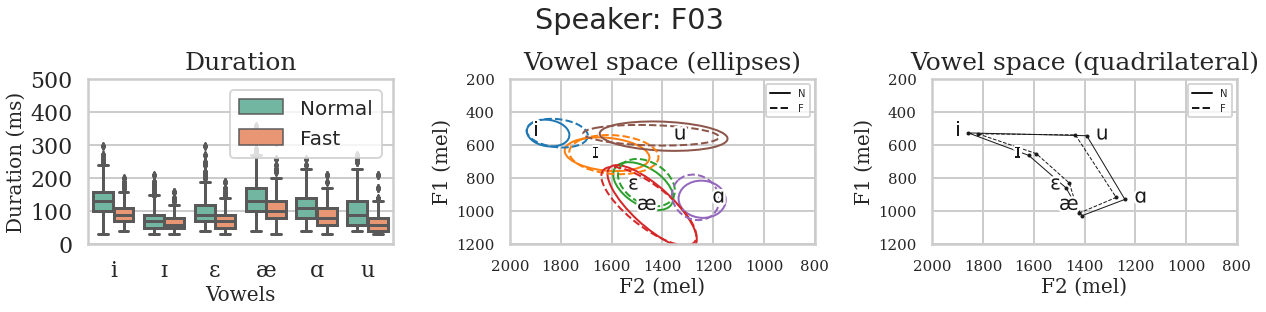 Speaker: F03
Duration
Duration (ms)
500
400
300
200
100
0
Normal
Fast
i ɪ ɛ æ ɑ u
Vowels
Vowel space (ellipses)
F1 (mel)
200
400
600
800
1000
1200
N
F
i
u
ɪ
ɛ
æ
ɑ
2000 1800 1600 1400 1200 1000 800
F2 (mel)
Vowel space (quadrilateral)
F1 (mel)
200
400
600
800
1000
1200
N
F
i
u
ɪ
ɛ
æ
ɑ
2000 1800 1600 1400 1200 1000 800
F2 (mel)